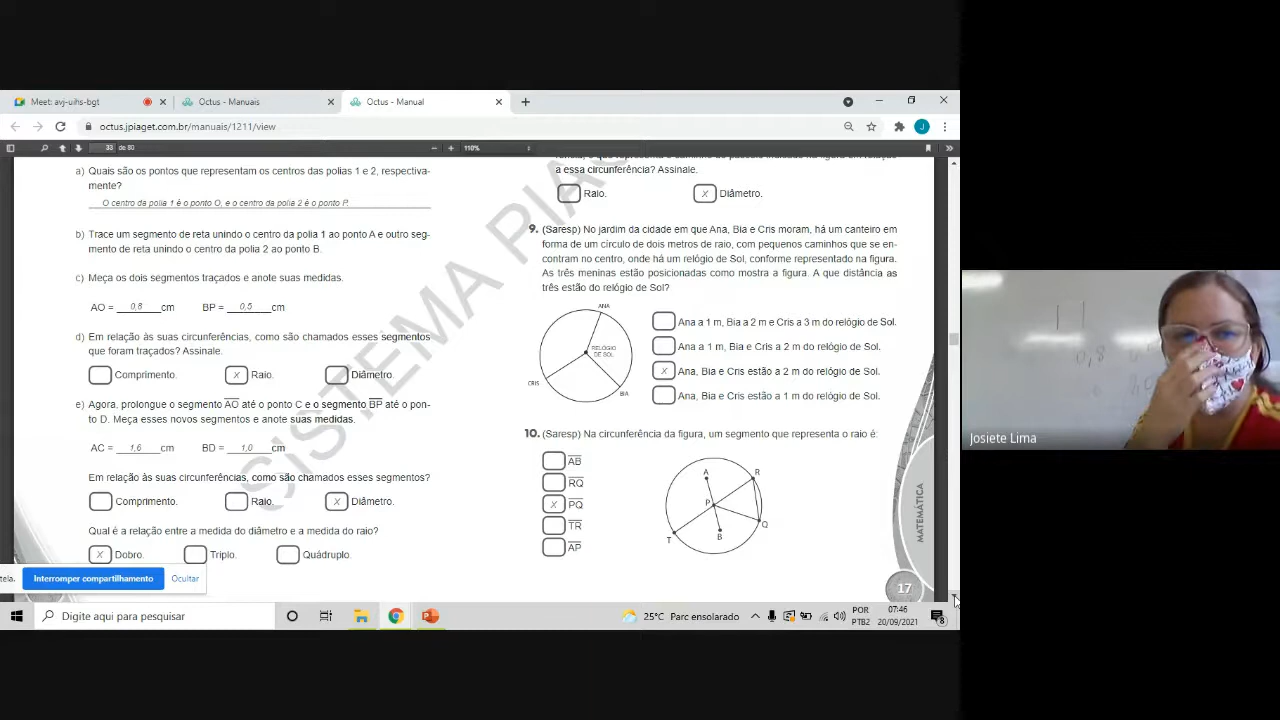 Meet: avj-uihs-bgt
Octus - Manuais
Octus - Manual
octus.jpiaget.com.br/manuais/1211/view
33 de 80
110%
a) Quais são os pontos que representam os centros das polias 1 e 2, respectiva-
mente?
O centro da polia 1 é o ponto O, e o centro da polia 2 é o ponto P.
b) Trace um segmento de reta unindo o centro da polia 1 ao ponto A e outro seg-
mento de reta unindo o centro da polia 2 ao ponto B.
c) Meça os dois segmentos traçados e anote suas medidas.
AO = 0,8 cm BP = 0,5 cm
d) Em relação às suas circunferências, como são chamados esses segmentos
que foram traçados? Assinale.
Comprimento. X Raio. Diâmetro.
e) Agora, prolongue o segmento AO até o ponto C e o segmento BP até o pon-
to D. Meça esses novos segmentos e anote suas medidas.
AC = 1,6 cm BD = 1,0 cm
Em relação às suas circunferências, como são chamados esses segmentos?
Comprimento. Raio. X Diâmetro.
Qual é a relação entre a medida do diâmetro e a medida do raio?
X Dobro. Triplo. Quádruplo.
SISTEMA PIA
a essa circunferência? Assinale.
Raio. X Diâmetro.
9. (Saresp) No jardim da cidade em que Ana, Bia e Cris moram, há um canteiro em
forma de um círculo de dois metros de raio, com pequenos caminhos que se en-
contram no centro, onde há um relógio de Sol, conforme representado na figura.
As três meninas estão posicionadas como mostra a figura. A que distância as
três estão do relógio de Sol?
ANA
RELÓGIO
DE SOL
CRIS
BIA
Ana a 1 m, Bia a 2 m e Cris a 3 m do relógio de Sol.
Ana a 1 m, Bia e Cris a 2 m do relógio de Sol.
X Ana, Bia e Cris estão a 2 m do relógio de Sol.
Ana, Bia e Cris estão a 1 m do relógio de Sol.
10. (Saresp) Na circunferência da figura, um segmento que representa o raio é:
AB
RQ
X PQ
TR
AP
A
R
P
Q
T
B
MATEMÁTICA
17
tela.
Interromper compartilhamento
Ocultar
Digite aqui para pesquisar
25°C Parc ensolarado
POR
PTB2
07:46
20/09/2021
8
0,8
Josiete Lima